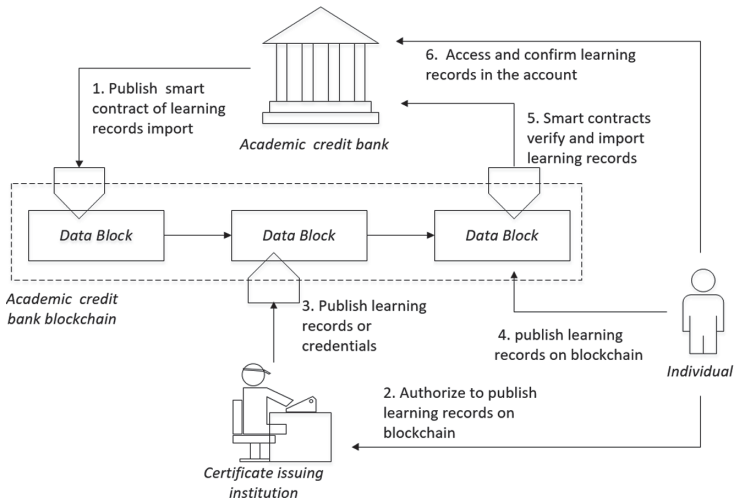 1. Publish smart
contract of learning
records import
Academic credit bank
6. Access and confirm learning
records in the account
5. Smart contracts
verify and import
learning records
Data Block
Data Block
Data Block
Academic credit
bank blockchain
3. Publish learning
records or
credentials
4. publish learning
records on blockchain
Individual
2. Authorize to publish
learning records on
blockchain
Certificate issuing
institution